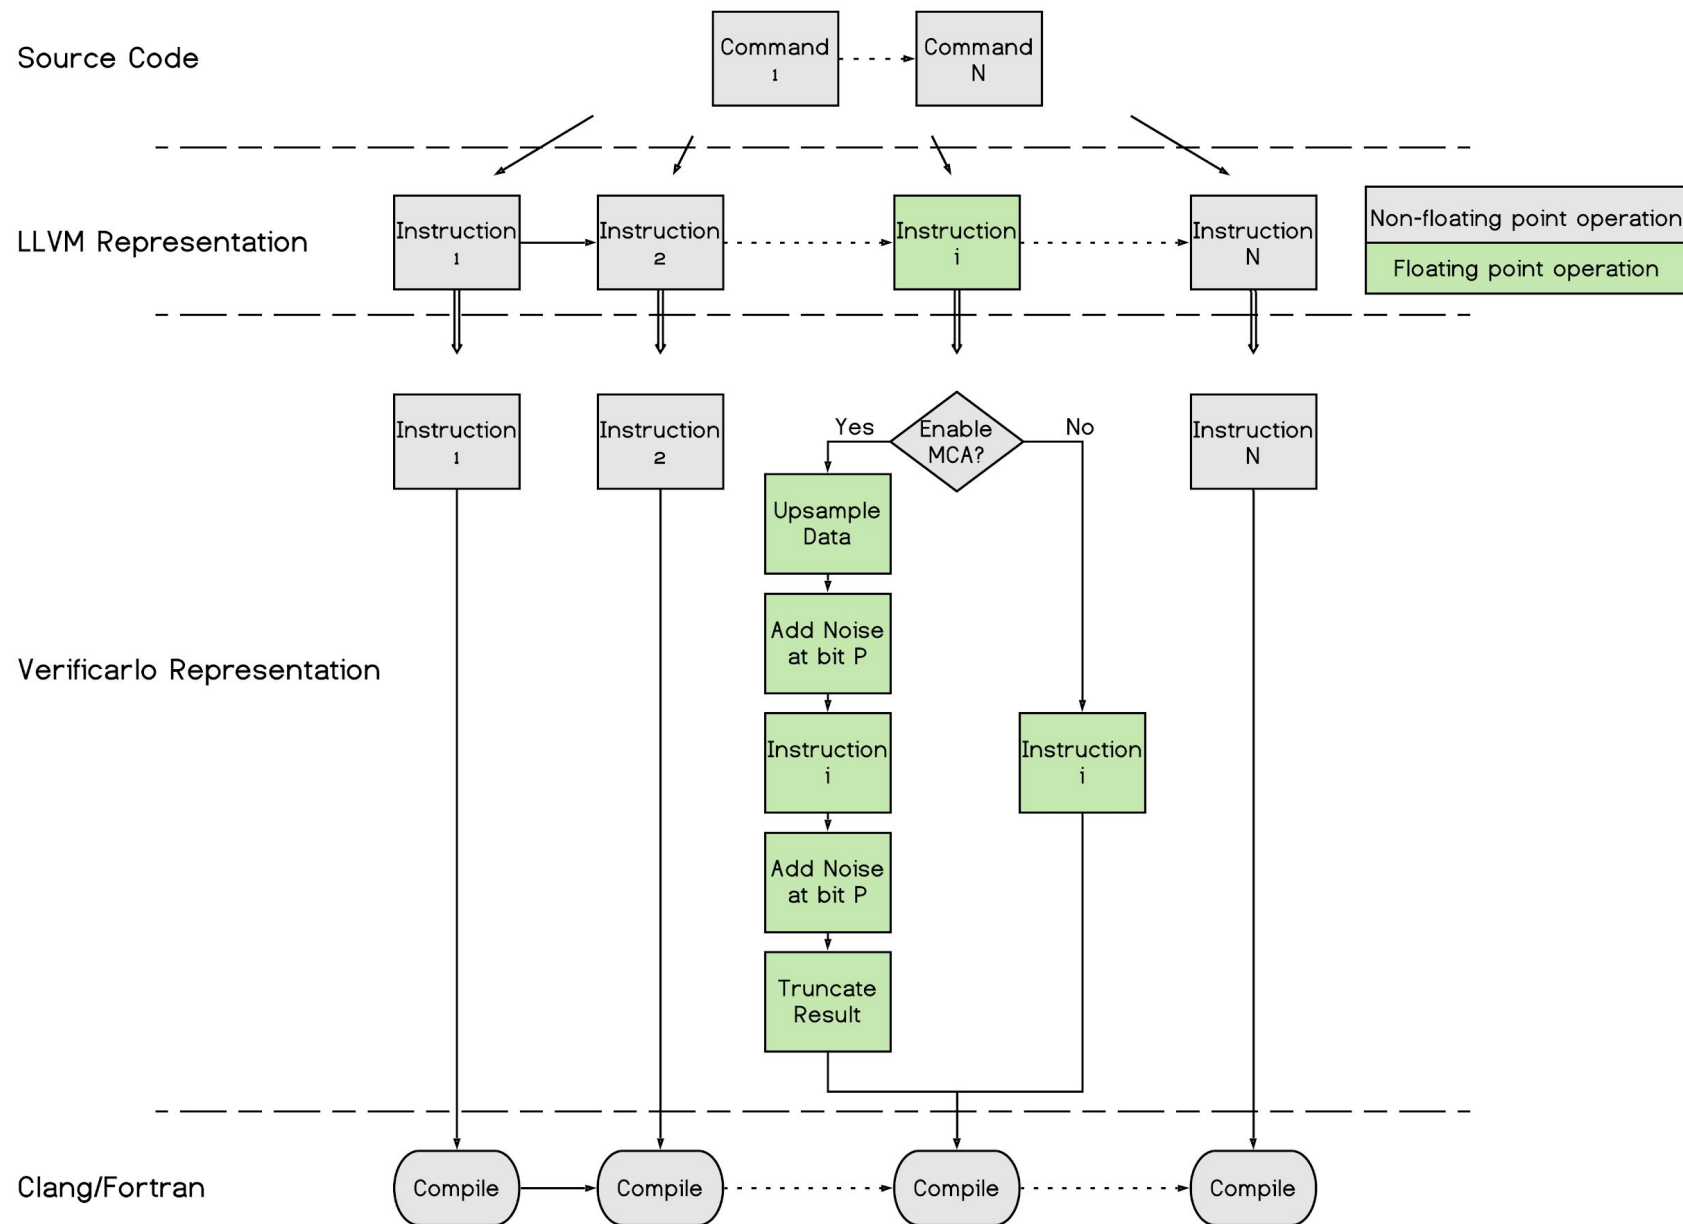 Source Code
Command
1
Command
N
LLVM Representation
Instruction
1
Instruction
2
Instruction
i
Instruction
N
Non-floating point operation
Floating point operation
Verificarlo Representation
Instruction
1
Instruction
2
Yes
Enable
MCA?
No
Instruction
N
Upsample
Data
Add Noise
at bit P
Instruction
i
Instruction
i
Add Noise
at bit P
Truncate
Result
Clang/Fortran
Compile
Compile
Compile
Compile